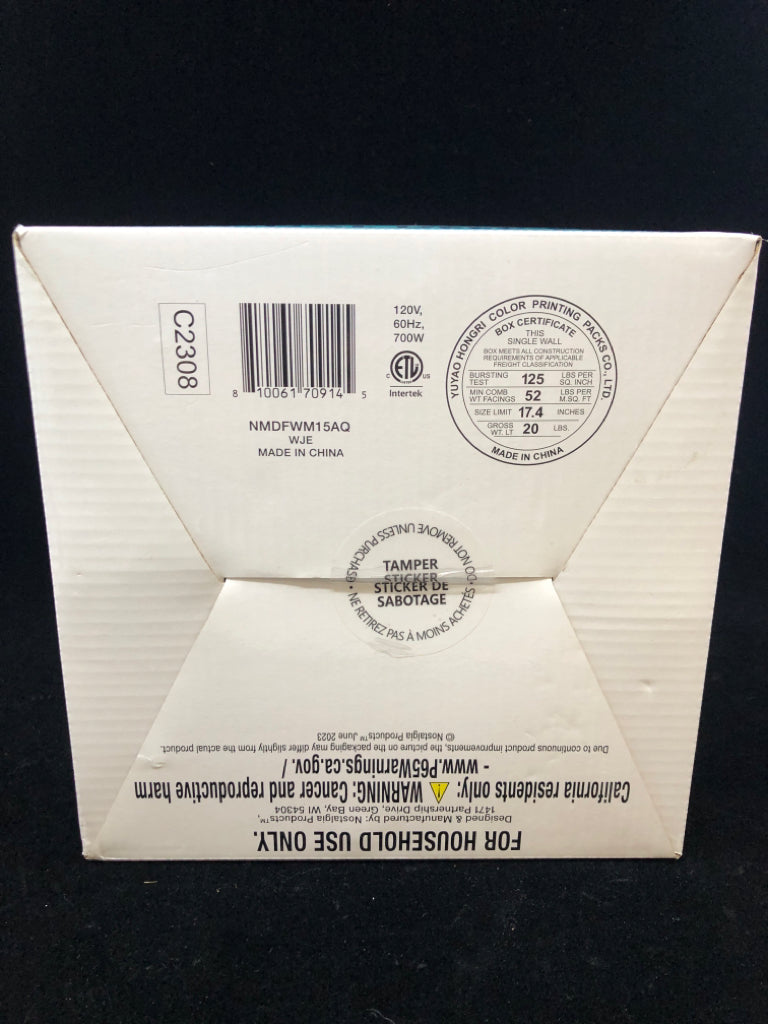 C2308
8 10061 70914 5
NMDFWM15AQ
WJE
MADE IN CHINA
120V,
60Hz,
700W
C ETL US
Intertek
YUYAO HONGRI COLOR PRINTING PACKS CO., LTD
BOX CERTIFICATE
THIS
SINGLE WALL
BOX MEETS ALL CONSTRUCTION
REQUIREMENTS OF APPLICABLE
FREIGHT CLASSIFICATION
BURSTING TEST 125 LBS PER SQ. INCH
MIN COMB WT FACINGS 52 LBS PER M.SQ. FT
SIZE LIMIT 17.4 INCHES
GROSS WT. LT 20 LBS.
MADE IN CHINA
DO NOT REMOVE UNLESS PURCHASED •
TAMPER
STICKER
STICKER DE
SABOTAGE
NE RETIREZ PAS À MOINS ACHETÉS •
FOR HOUSEHOLD USE ONLY.
Designed & Manufactured by: Nostalgia Products™,
1471 Partnership Drive, Green Bay, WI 54304
California residents only: ⚠ WARNING: Cancer and reproductive harm
- www.P65Warnings.ca.gov/
Due to continuous product improvements, the picture on the packaging may differ slightly from the actual product.
© Nostalgia Products™ June 2023